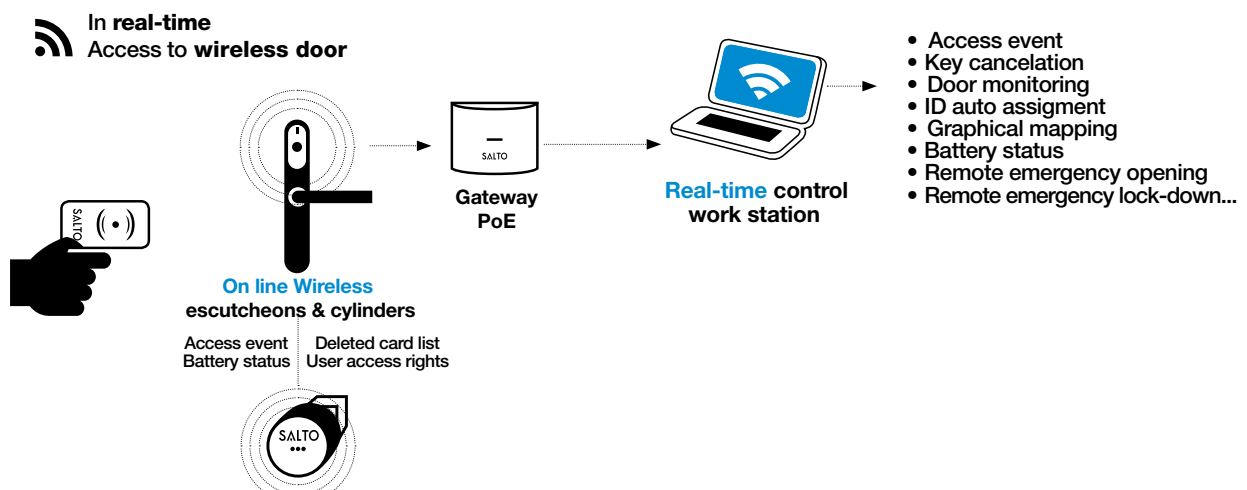 In real-time
Access to wireless door
SALTO
On line Wireless
escutcheons & cylinders
Access event
Battery status
Deleted card list
User access rights
SALTO
SALTO
Gateway
PoE
Real-time control
work station
• Access event
• Key cancelation
• Door monitoring
• ID auto assigment
• Graphical mapping
• Battery status
• Remote emergency opening
• Remote emergency lock-down...